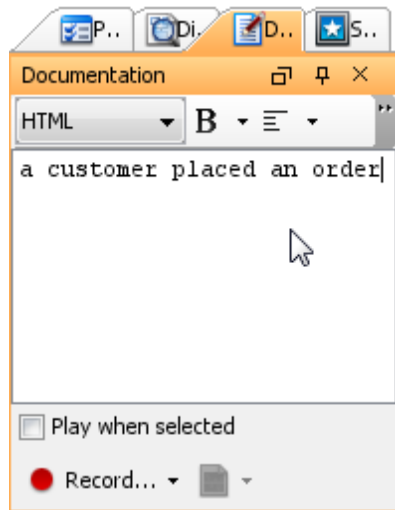 P.. Di. D.. S..
Documentation
HTML B
a customer placed an order
Play when selected
Record...